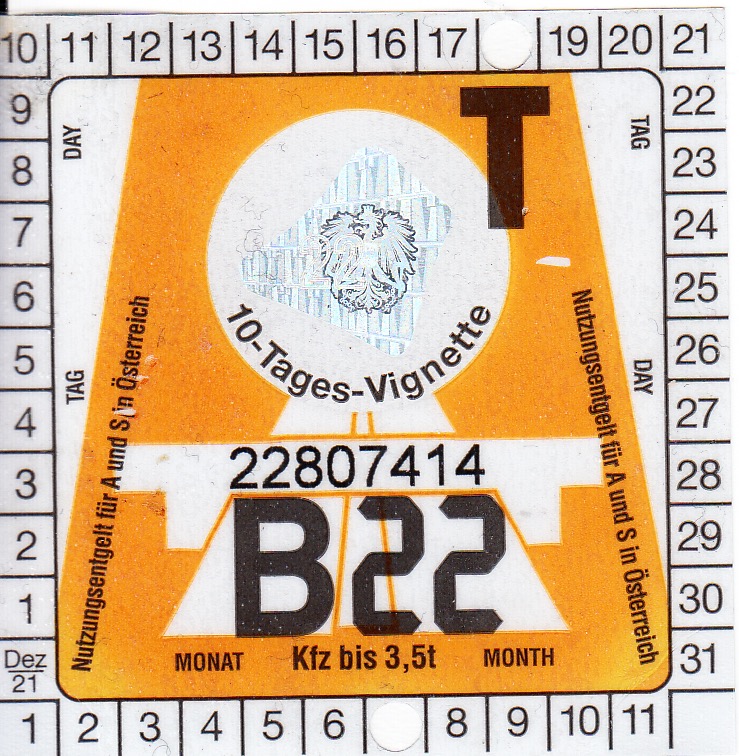 10 11 12 13 14 15 16 17 19 20 21
9 22
8 23
7 24
6 25
5 26
4 27
3 28
2 29
1 30
Dez 21 31
1 2 3 4 5 6 8 9 10 11
DAY
TAG
T
TAG
DAY
10-Tages-Vignette
Nutzungsentgelt für A und S in Österreich
Nutzungsentgelt für A und S in Österreich
22807414
B22
MONAT Kfz bis 3,5t MONTH